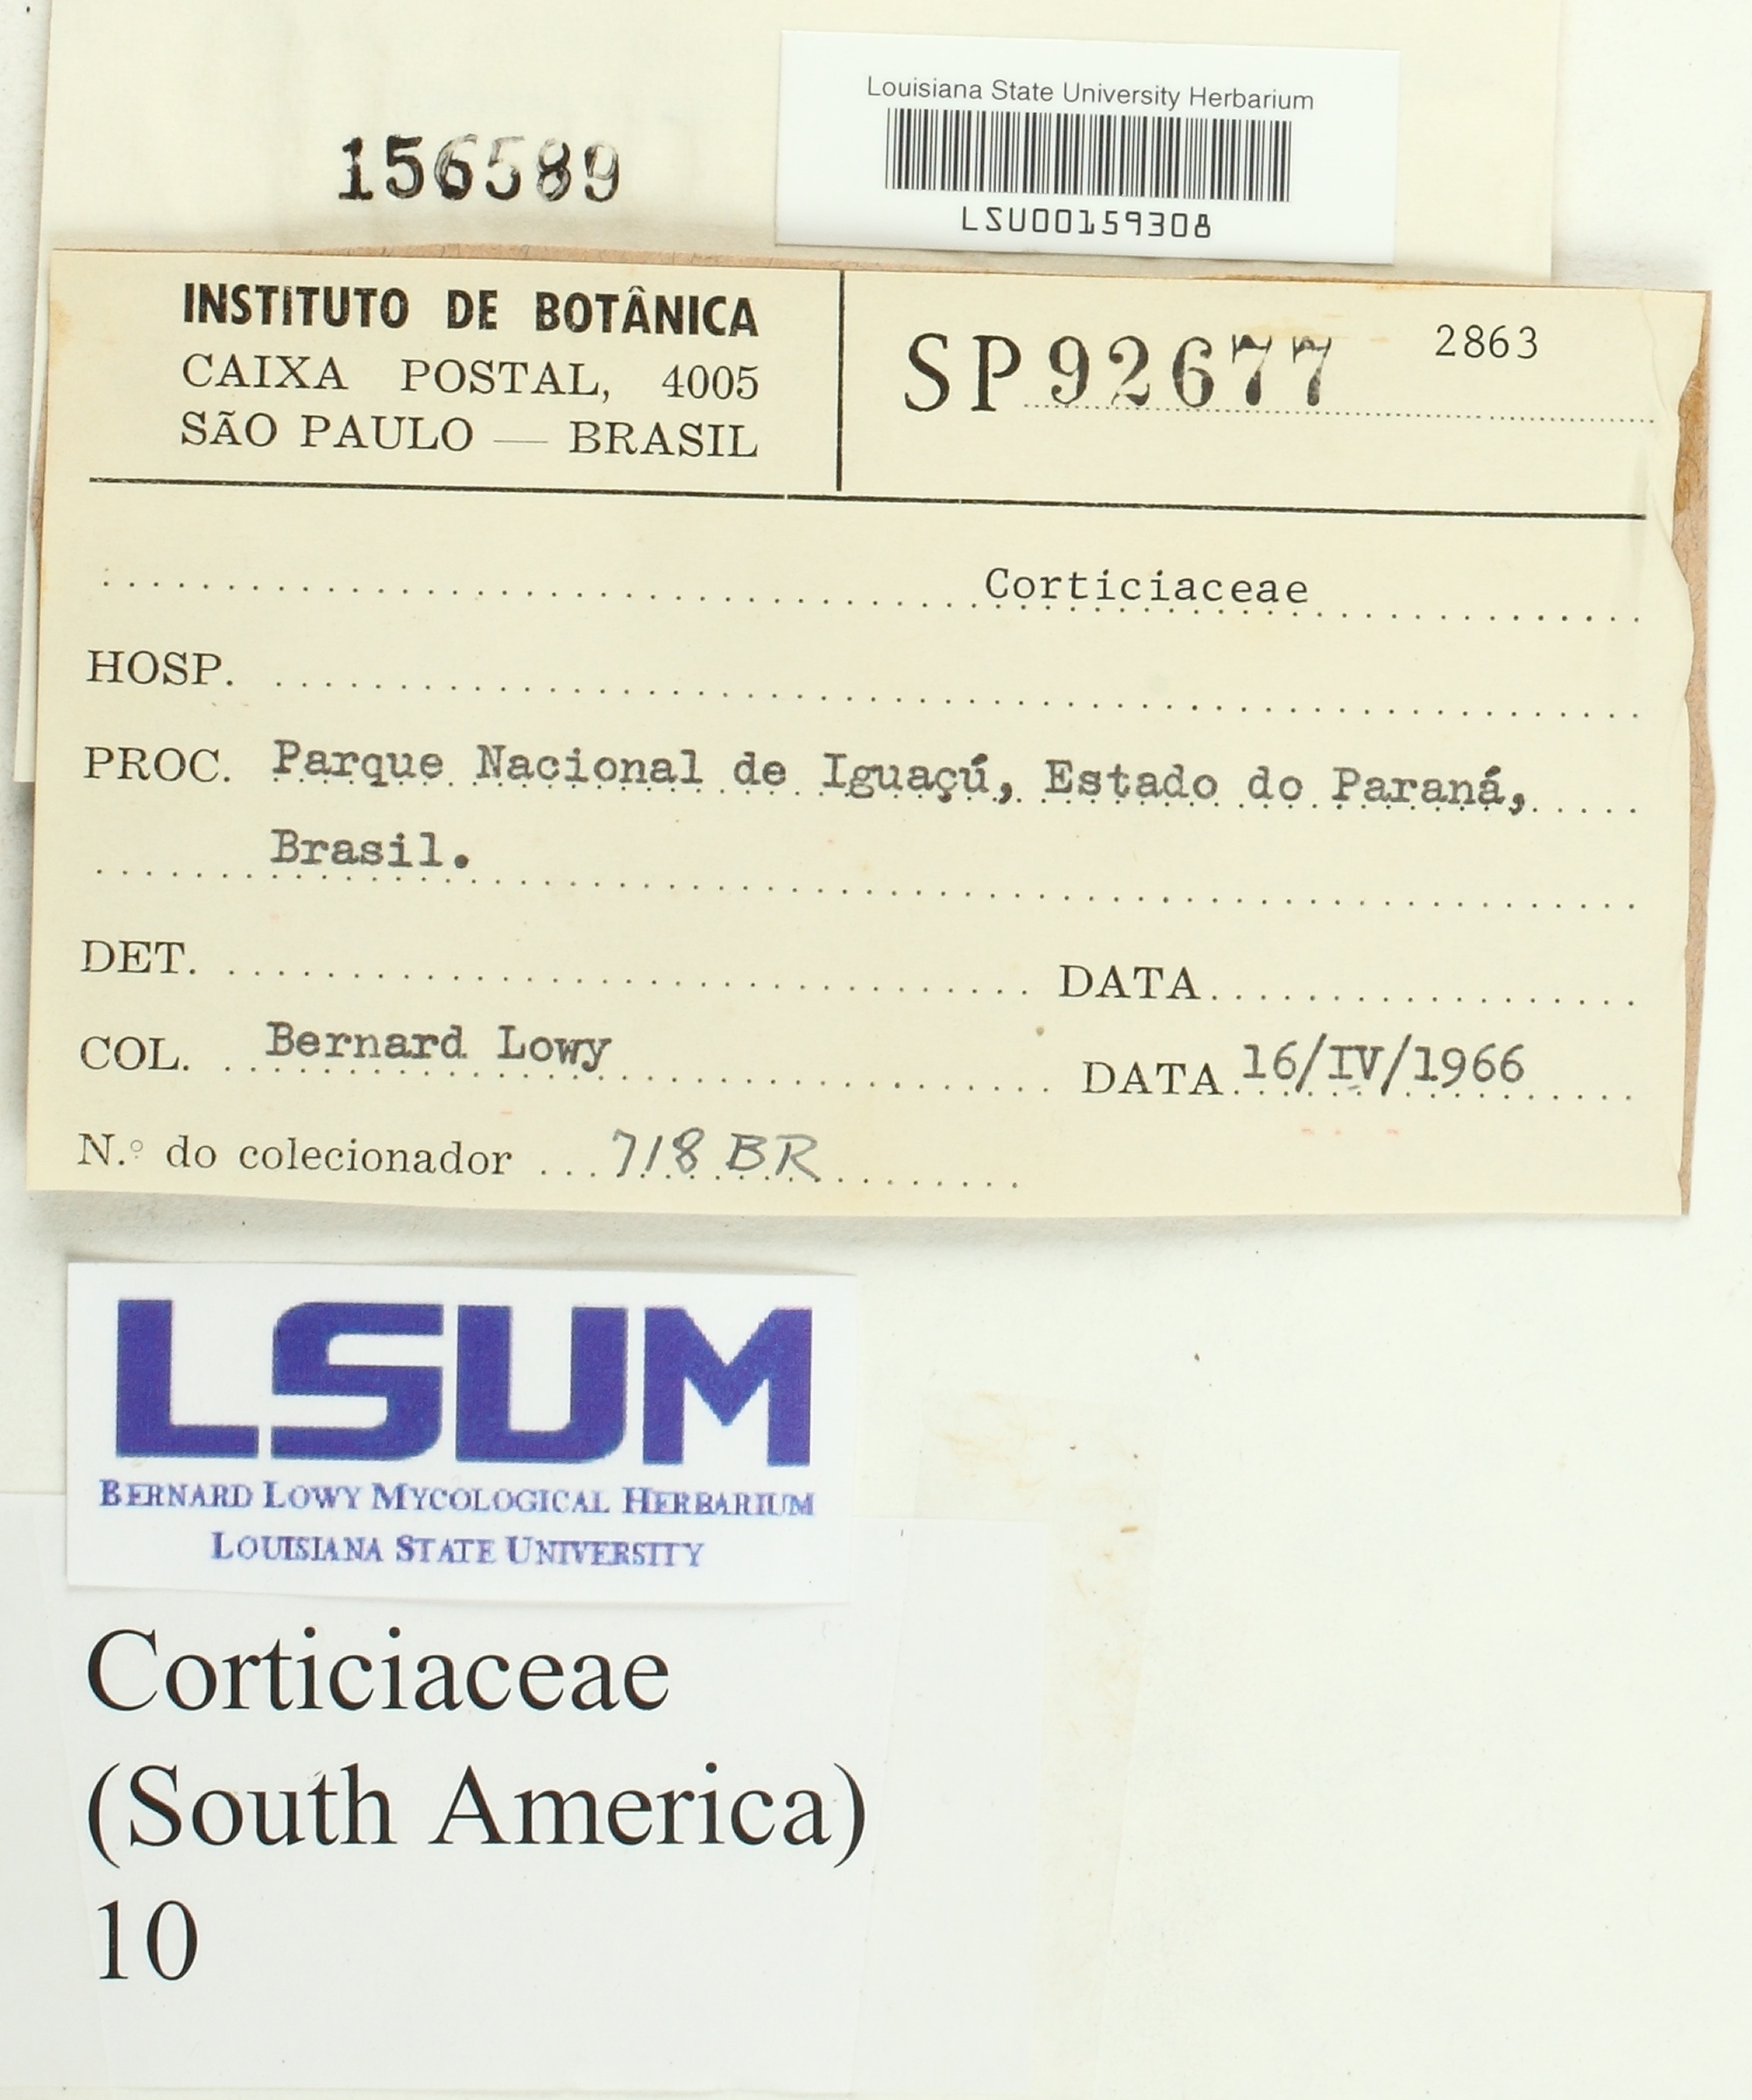 Louisiana State University Herbarium
156589
LSU00159308
INSTITUTO DE BOTÂNICA
CAIXA POSTAL, 4005
SÃO PAULO — BRASIL
SP 92677
2863
Corticiaceae
HOSP.
PROC. Parque Nacional de Iguaçú, Estado do Paraná,
Brasil.
DET. DATA
COL. Bernard Lowy DATA 16/IV/1966
N.º do colecionador 718 BR
LSUM
BERNARD LOWY MYCOLOGICAL HERBARIUM
LOUISIANA STATE UNIVERSITY
Corticiaceae
(South America)
10